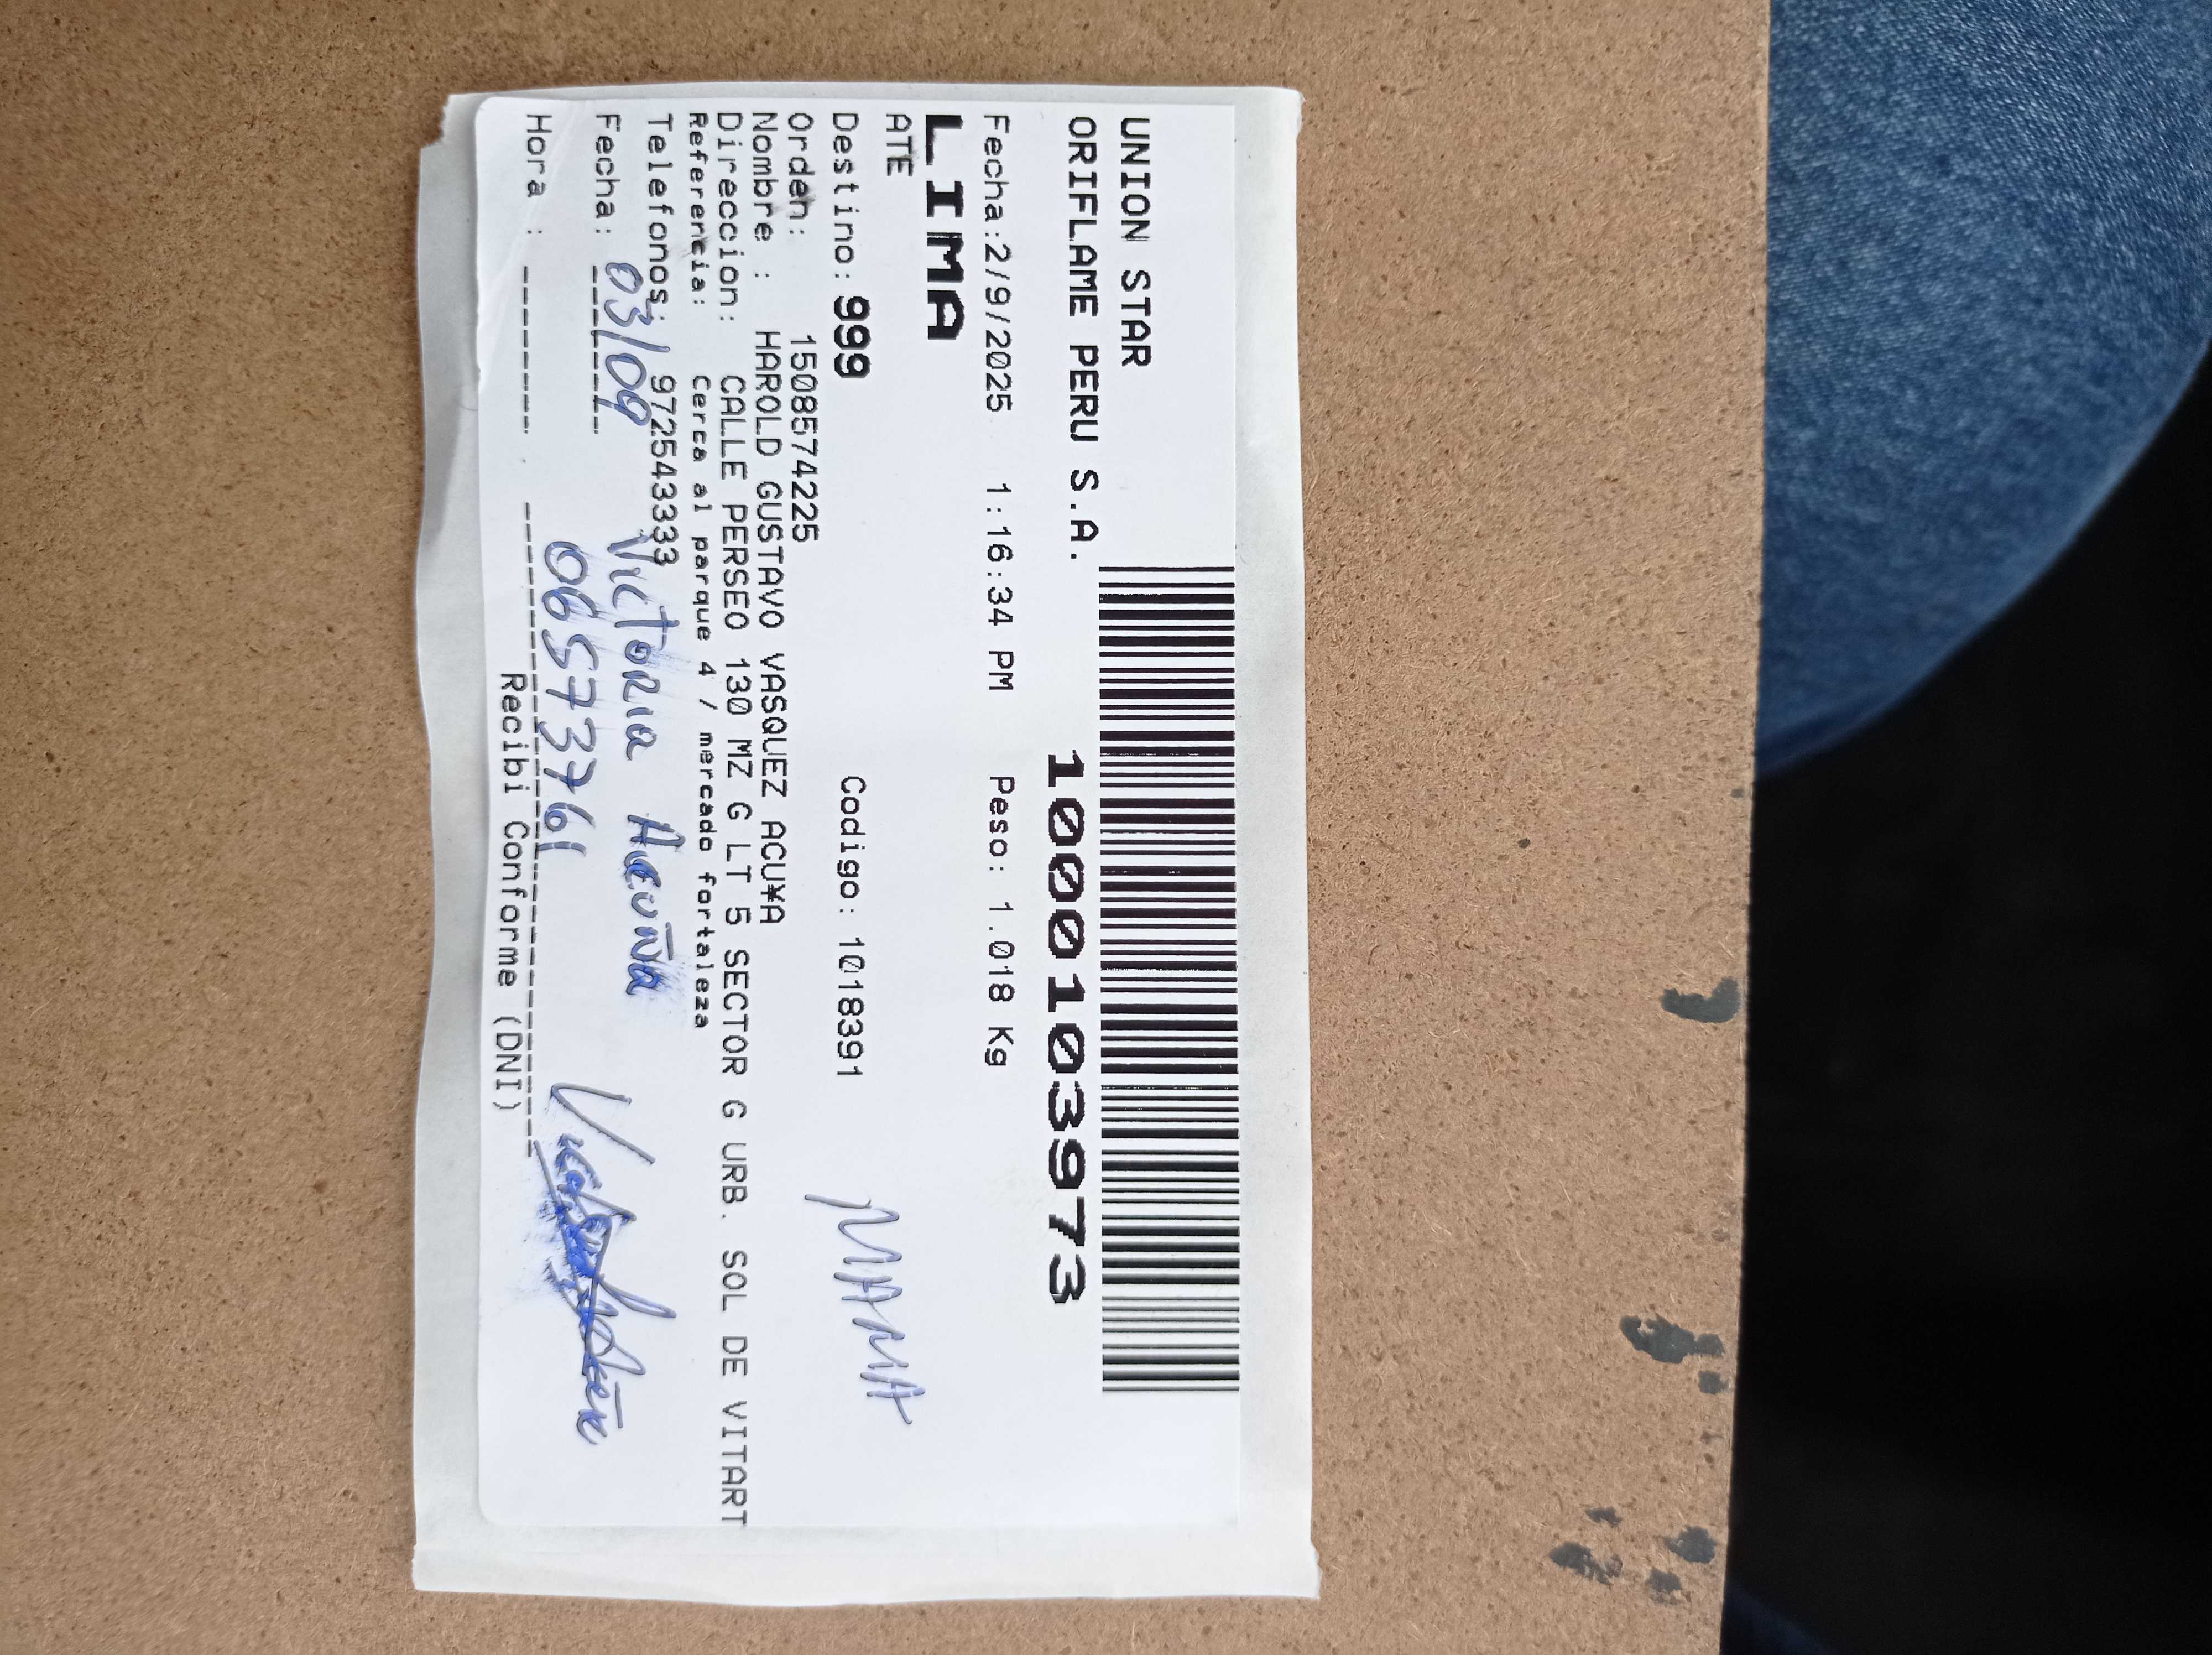 UNION STAR
ORIFLAME PERU S.A.
10001039973
Fecha:2/9/2025 1:16:34 PM Peso: 1.018 Kg
LIMA
ATE
Destino: 999 Codigo: 1018391
MAMA
Orden: 1508574225
Nombre : HAROLD GUSTAVO VASQUEZ ACU¥A
Direccion: CALLE PERSEO 130 MZ G LT 5 SECTOR G URB. SOL DE VITART
Referencia: Cerca al parque 4 / mercado fortaleza
Telefonos: 972543333
Fecha: 03/09 Victoria Acuña
06573761
Hora :
Recibi Conforme (DNI)